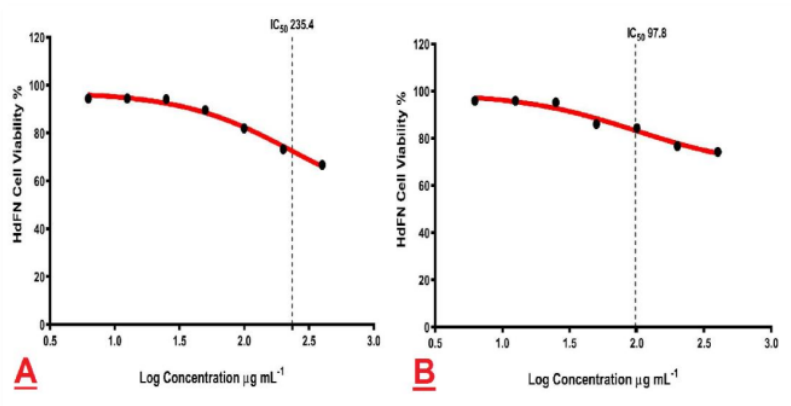 IC50 235.4
120
100
80
60
40
20
0
HdFN Cell Viability %
0.5 1.0 1.5 2.0 2.5 3.0
Log Concentration µg mL-1
A
IC50 97.8
120
100
80
60
40
20
0
HdFN Cell Viability %
0.5 1.0 1.5 2.0 2.5 3.0
Log Concentration µg mL-1
B